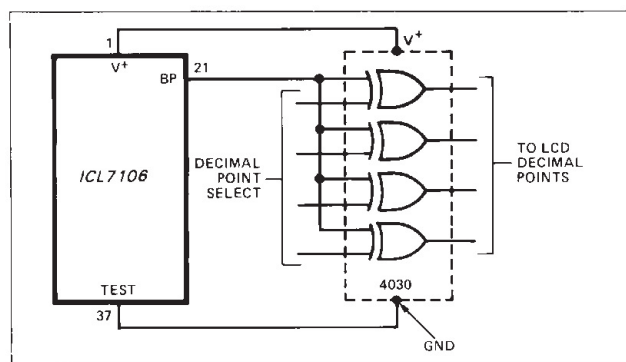 1
V+
V+
BP
21
ICL7106
DECIMAL
POINT
SELECT
TO LCD
DECIMAL
POINTS
TEST
4030
37
GND